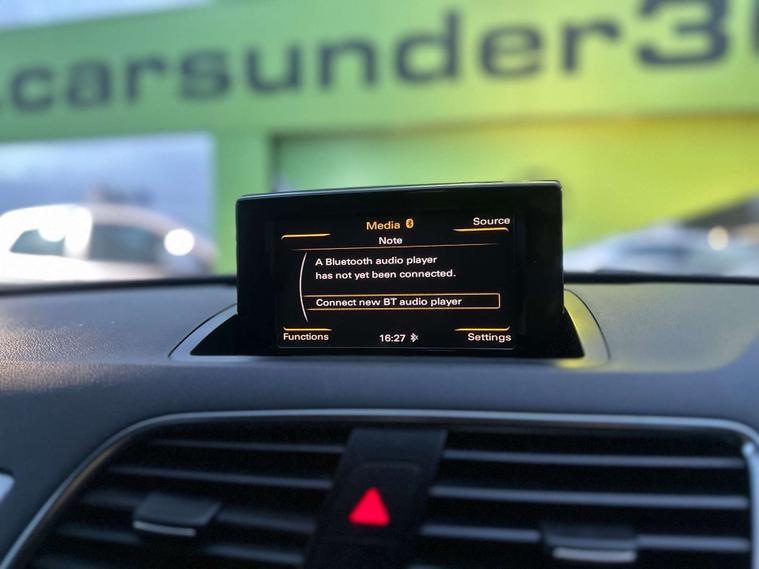 .carsunder3
Media
Source
Note
A Bluetooth audio player
has not yet been connected.
Connect new BT audio player
Functions
16:27
Settings